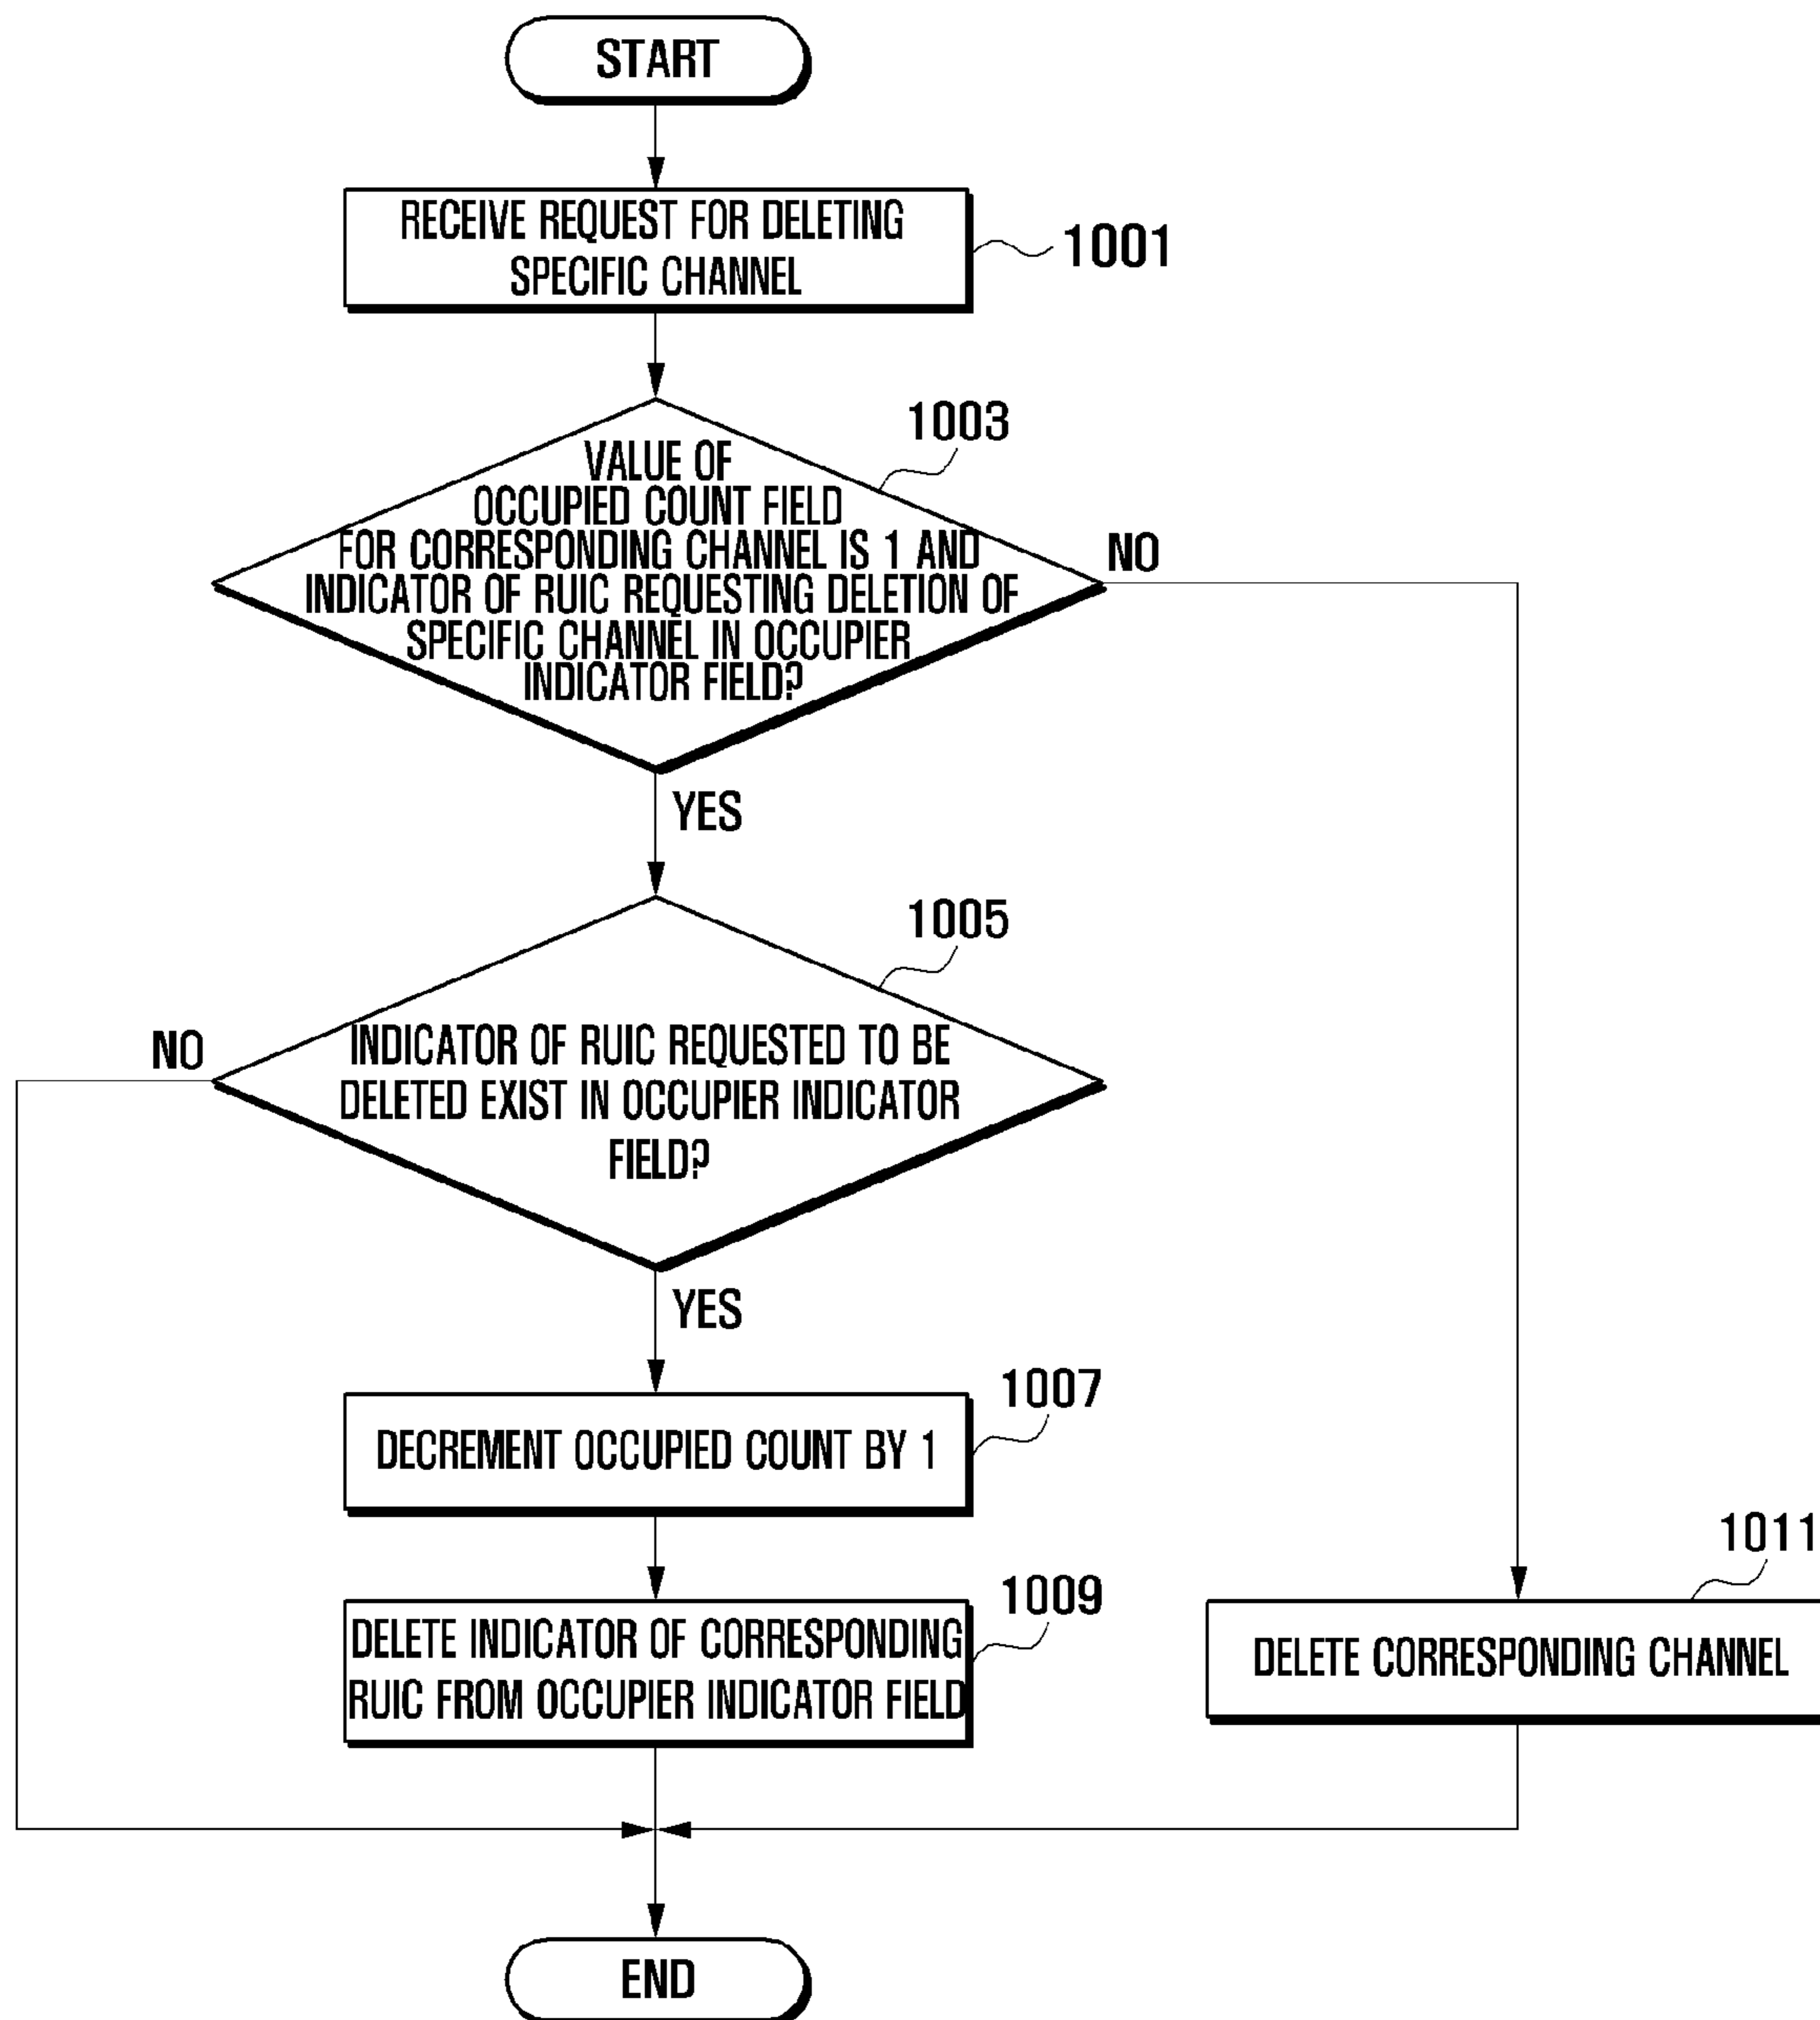 START
RECEIVE REQUEST FOR DELETING
SPECIFIC CHANNEL
1001
1003
VALUE OF
OCCUPIED COUNT FIELD
FOR CORRESPONDING CHANNEL IS 1 AND
INDICATOR OF RUIC REQUESTING DELETION OF
SPECIFIC CHANNEL IN OCCUPIER
INDICATOR FIELD?
NO
YES
1005
NO
INDICATOR OF RUIC REQUESTED TO BE
DELETED EXIST IN OCCUPIER INDICATOR
FIELD?
YES
1007
DECREMENT OCCUPIED COUNT BY 1
1009
DELETE INDICATOR OF CORRESPONDING
RUIC FROM OCCUPIER INDICATOR FIELD
1011
DELETE CORRESPONDING CHANNEL
END